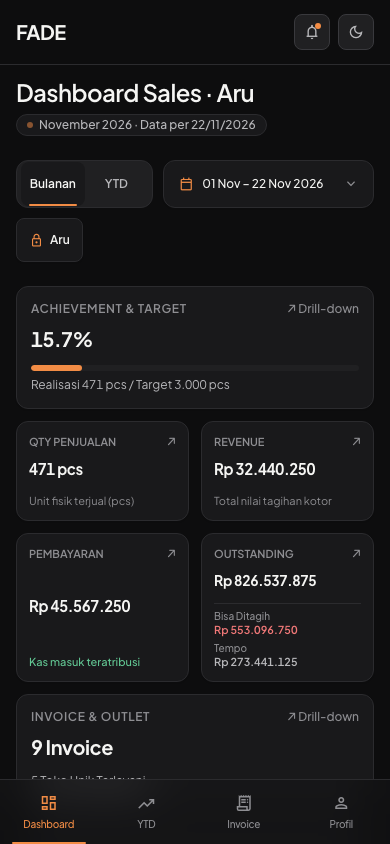 FADE
Dashboard Sales · Aru
November 2026 · Data per 22/11/2026
Bulanan YTD 01 Nov – 22 Nov 2026
Aru
ACHIEVEMENT & TARGET Drill-down
15.7%
Realisasi 471 pcs / Target 3.000 pcs
QTY PENJUALAN
471 pcs
Unit fisik terjual (pcs)
REVENUE
Rp 32.440.250
Total nilai tagihan kotor
PEMBAYARAN
Rp 45.567.250
Kas masuk teratribusi
OUTSTANDING
Rp 826.537.875
Bisa Ditagih
Rp 553.096.750
Tempo
Rp 273.441.125
INVOICE & OUTLET Drill-down
9 Invoice
5 Toko Unik Terlayani
Dashboard YTD Invoice Profil